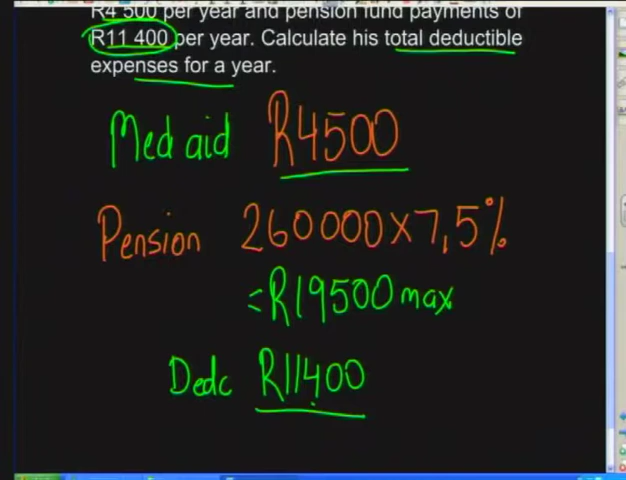 R4 500 per year and pension fund payments of
R11 400 per year. Calculate his total deductible
expenses for a year.
Med aid R4500
Pension 260000 x 7,5%
= R19500 max
Dedc R11400